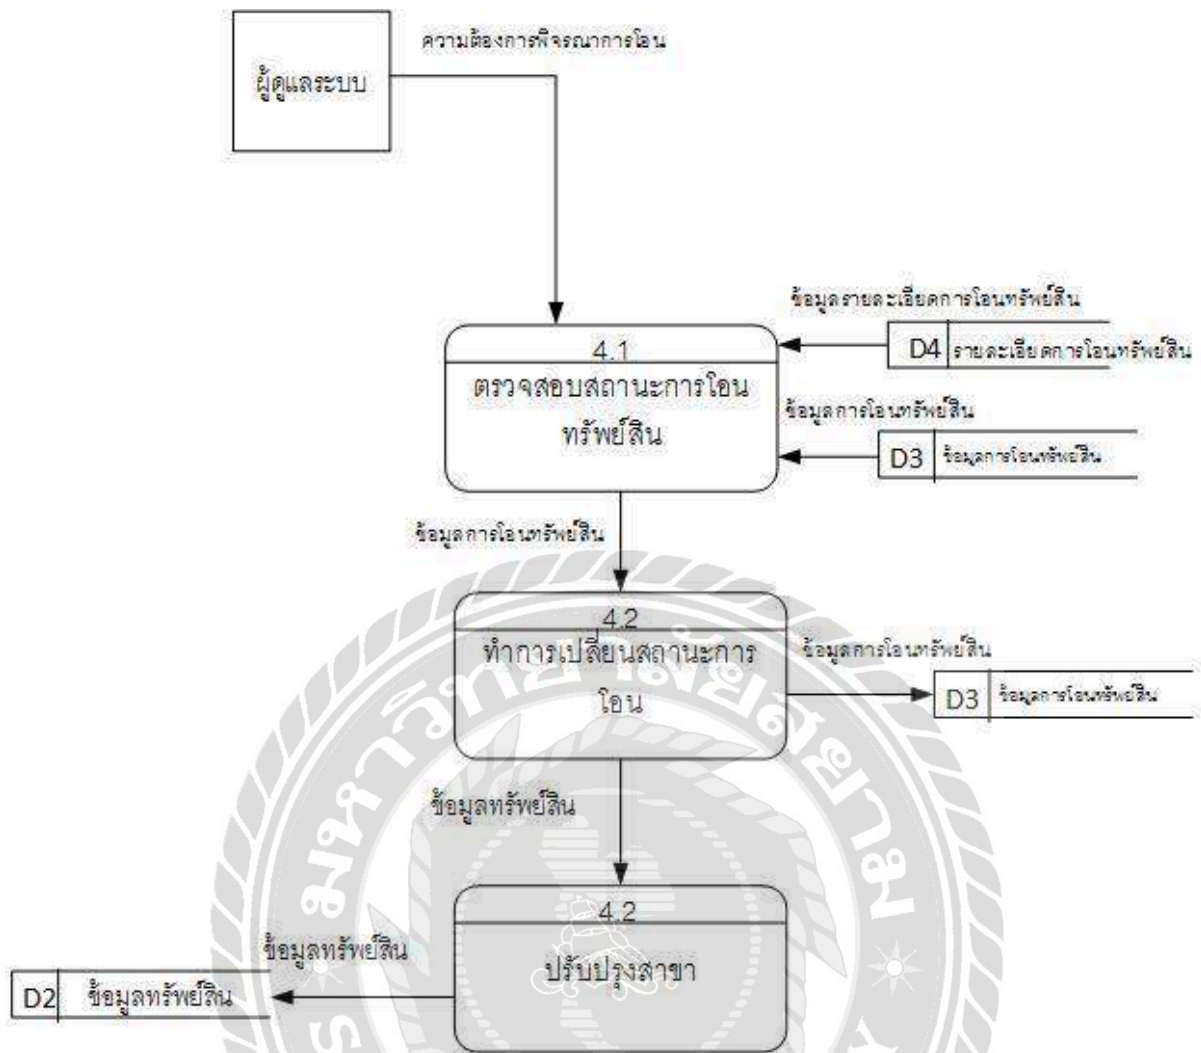 ความต้องการพิจรณาการโอน
ผู้ดูแลระบบ
ข้อมูลรายละเอียดการโอนทรัพย์สิน
4.1
D4 รายละเอียดการโอนทรัพย์สิน
ตรวจสอบสถานะการโอน
ทรัพย์สิน
ข้อมูลการโอนทรัพย์สิน
D3 ข้อมูลการโอนทรัพย์สิน
ข้อมูลการโอนทรัพย์สิน
4.2
ทำการเปลี่ยนสถานะการ
โอน
ข้อมูลการโอนทรัพย์สิน
D3 ข้อมูลการโอนทรัพย์สิน
ข้อมูลทรัพย์สิน
4.2
ปรับปรุงสาขา
ข้อมูลทรัพย์สิน
D2 ข้อมูลทรัพย์สิน
มหาวิทยาลัยสยาม